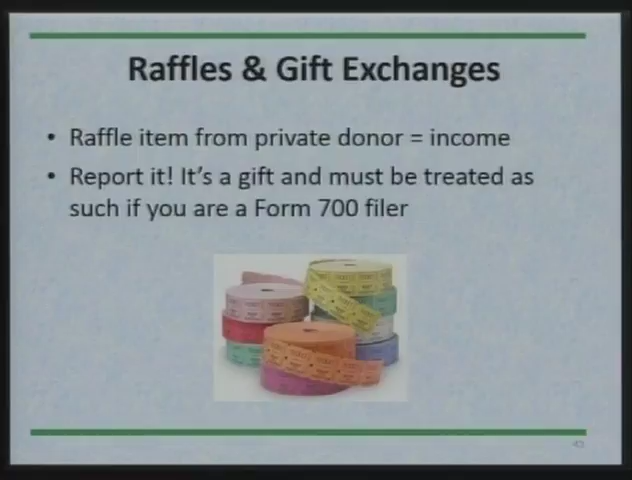 Raffles & Gift Exchanges
• Raffle item from private donor = income
• Report it! It's a gift and must be treated as
such if you are a Form 700 filer